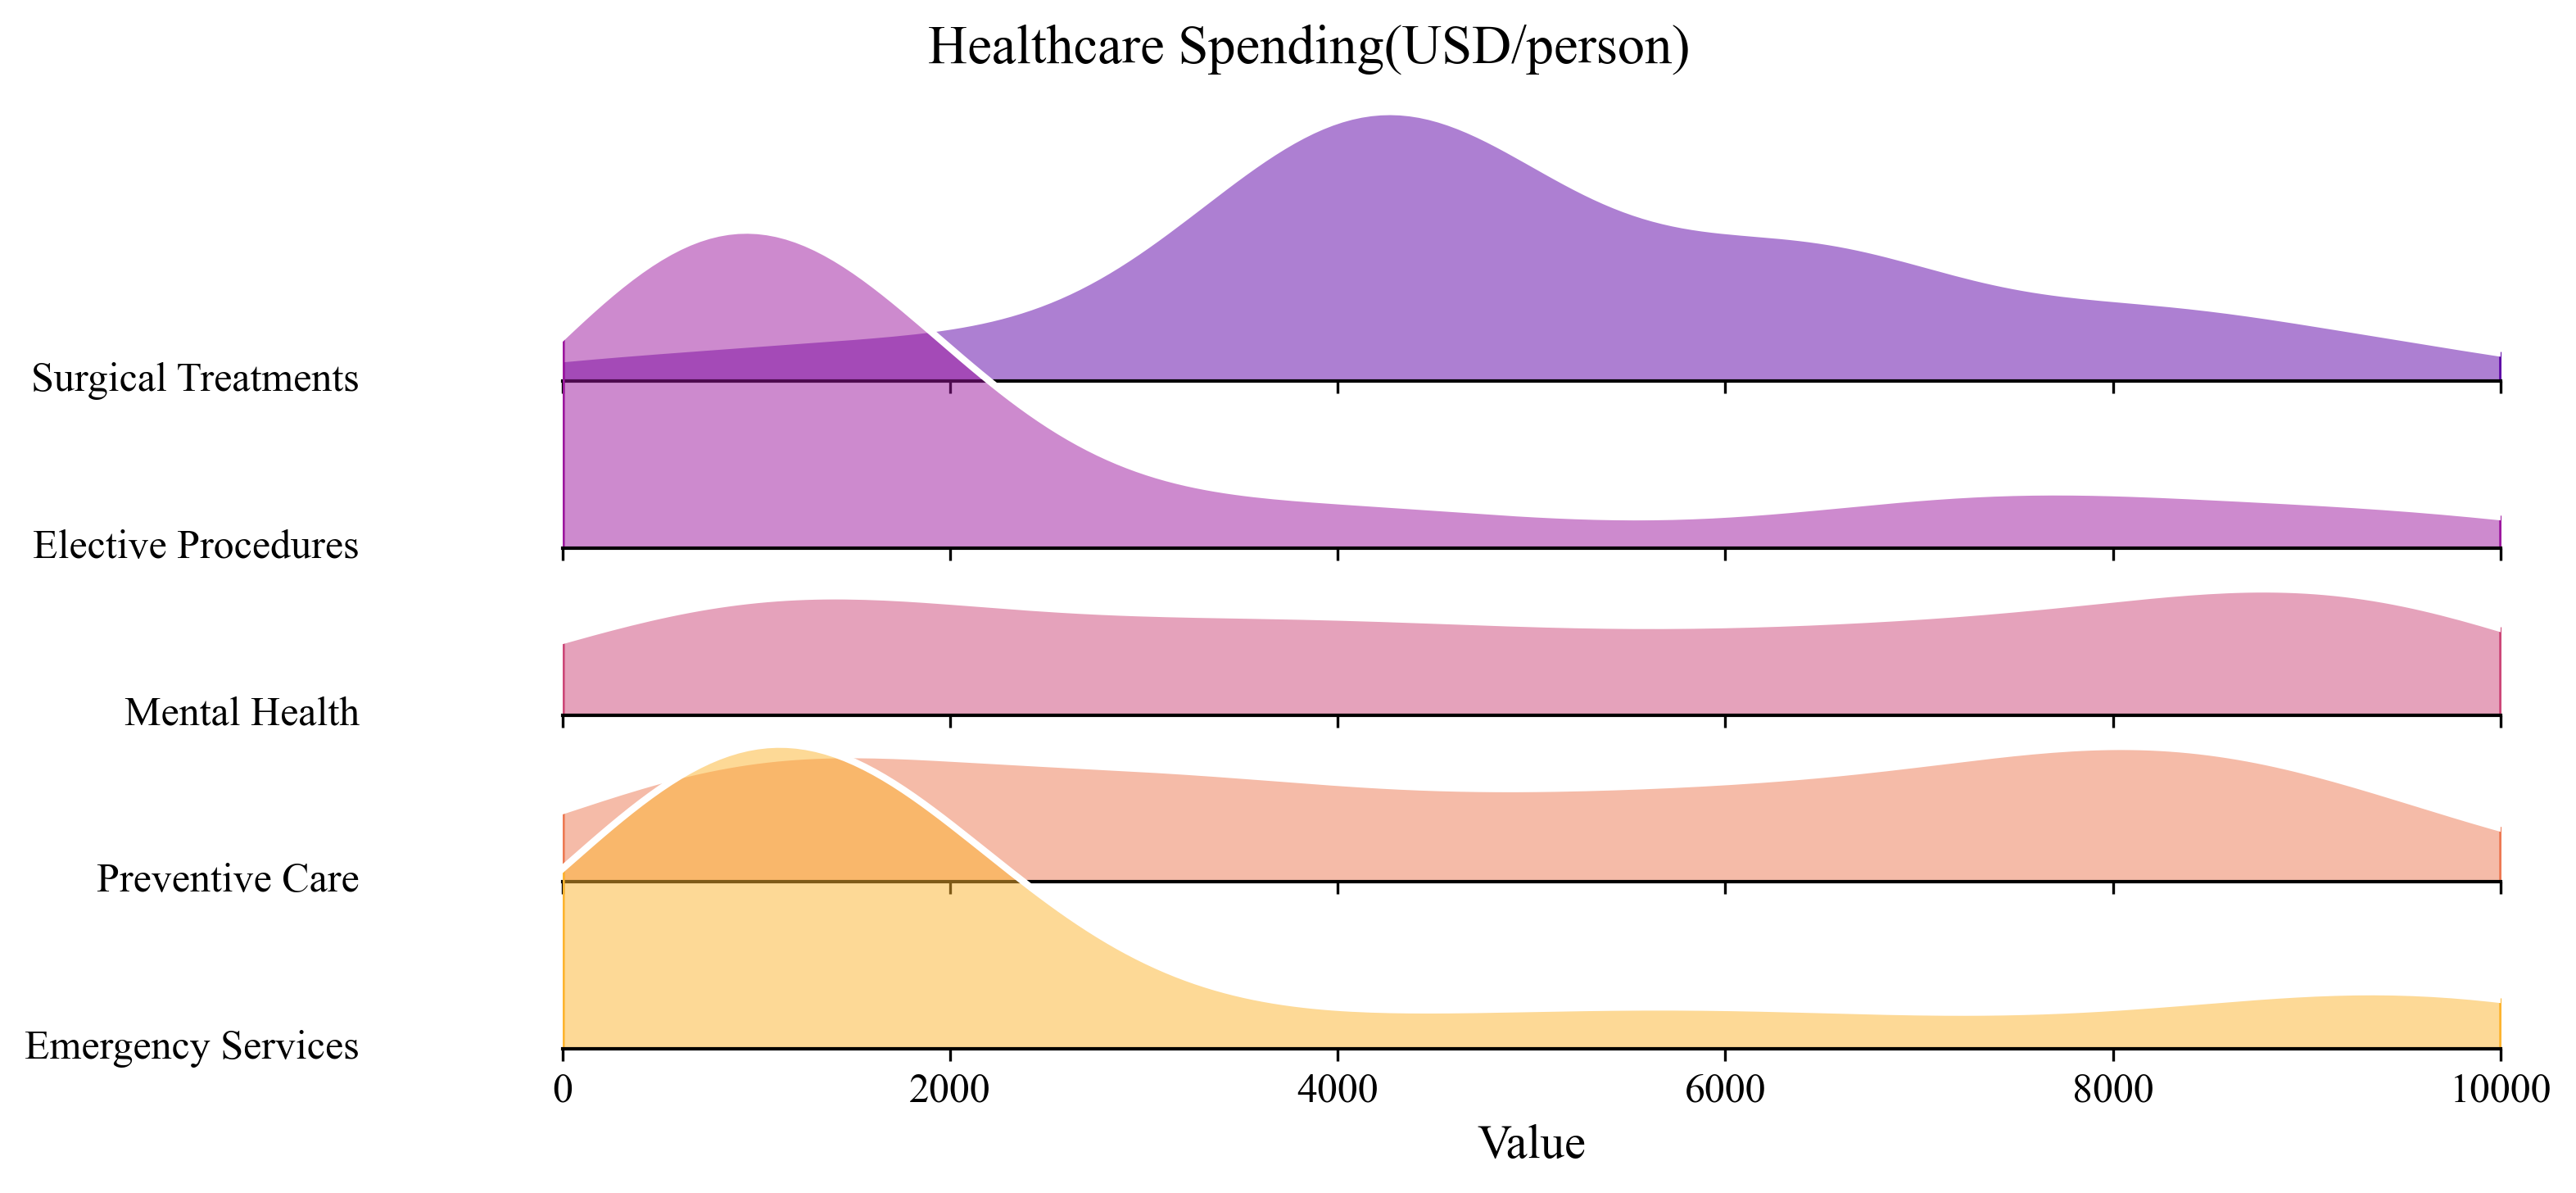 Healthcare Spending(USD/person)
Surgical Treatments
Elective Procedures
Mental Health
Preventive Care
Emergency Services
0 2000 4000 6000 8000 10000
Value